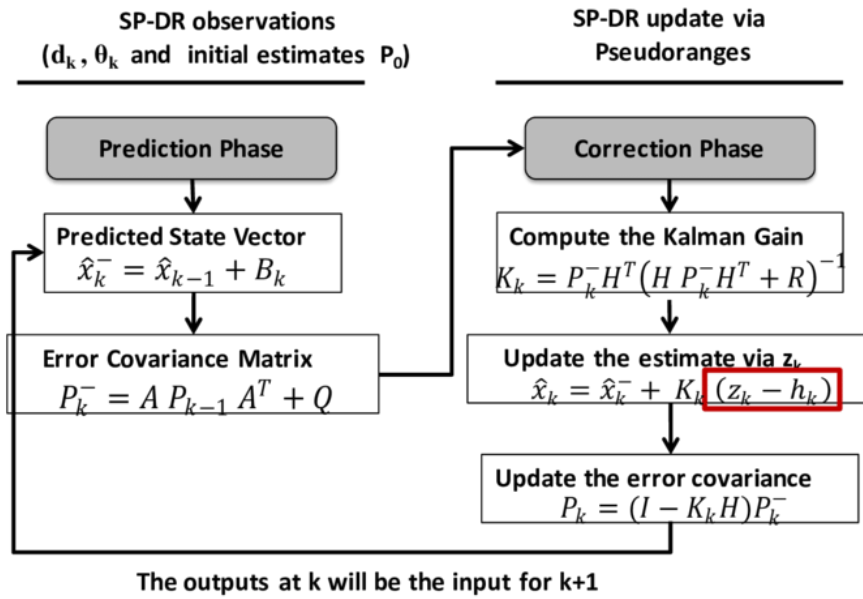 SP-DR observations
(dₖ, θₖ and initial estimates P₀)
Prediction Phase
Predicted State Vector
x̂ₖ⁻ = x̂ₖ₋₁ + Bₖ
Error Covariance Matrix
Pₖ⁻ = A Pₖ₋₁ Aᵀ + Q
SP-DR update via
Pseudoranges
Correction Phase
Compute the Kalman Gain
Kₖ = Pₖ⁻Hᵀ(H Pₖ⁻Hᵀ + R)⁻¹
Update the estimate via zₖ
x̂ₖ = x̂ₖ⁻ + Kₖ (zₖ − hₖ)
Update the error covariance
Pₖ = (I − KₖH)Pₖ⁻
The outputs at k will be the input for k+1